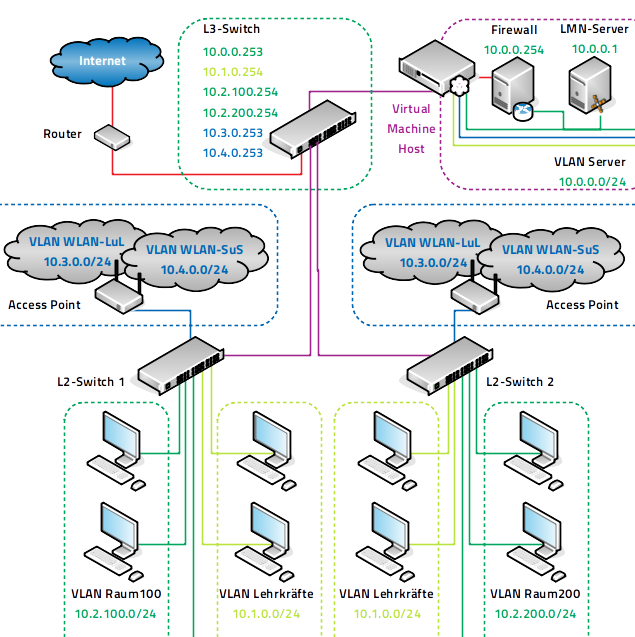 L3-Switch
10.0.0.253
10.1.0.254
10.2.100.254
10.2.200.254
10.3.0.253
10.4.0.253
Internet
Router
Firewall
10.0.0.254
LMN-Server
10.0.0.1
Virtual
Machine
Host
VLAN Server
10.0.0.0/24
VLAN WLAN-LuL
10.3.0.0/24
VLAN WLAN-SuS
10.4.0.0/24
Access Point
VLAN WLAN-LuL
10.3.0.0/24
VLAN WLAN-SuS
10.4.0.0/24
Access Point
L2-Switch 1
L2-Switch 2
VLAN Raum100
10.2.100.0/24
VLAN Lehrkräfte
10.1.0.0/24
VLAN Lehrkräfte
10.1.0.0/24
VLAN Raum200
10.2.200.0/24